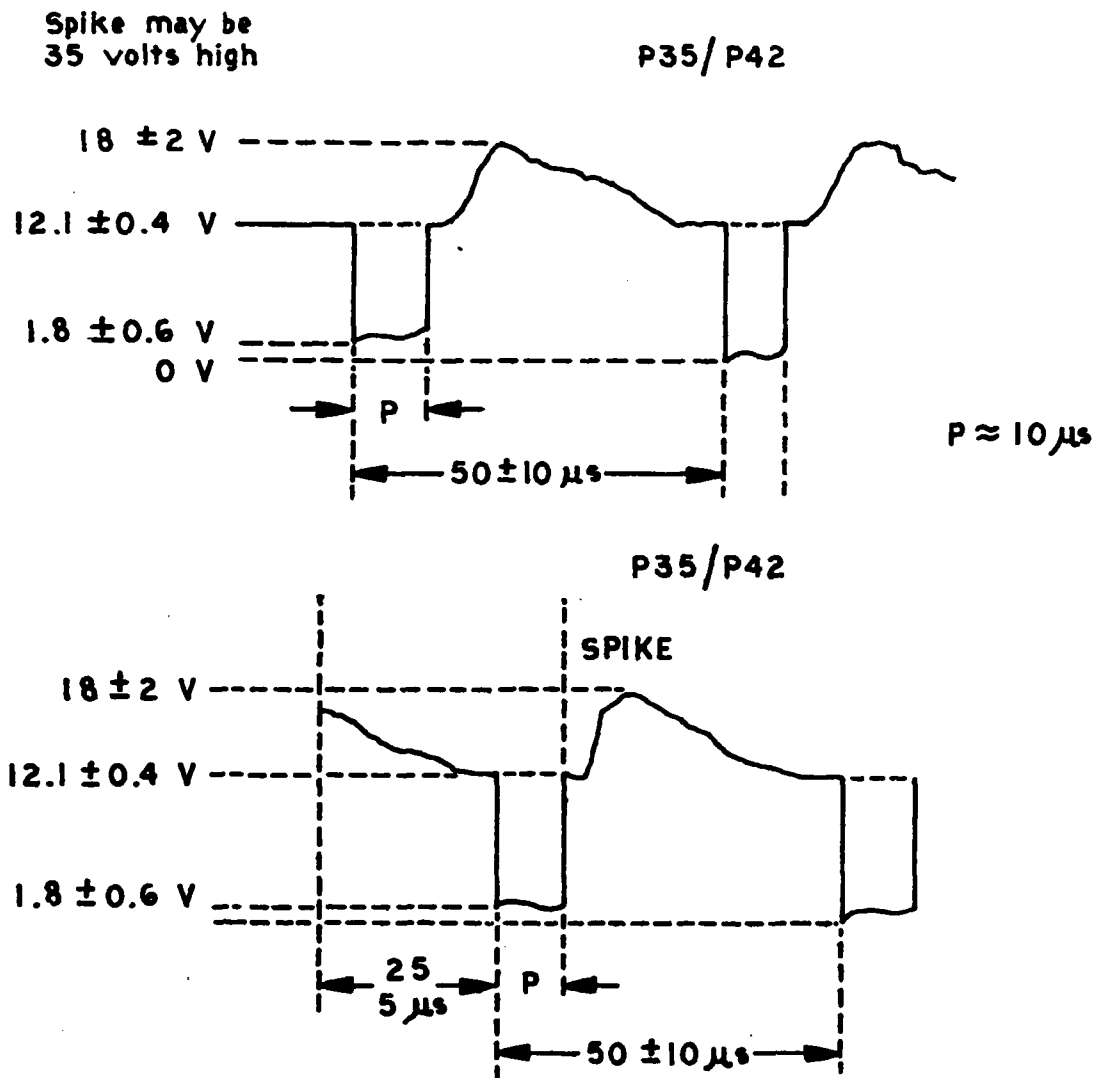 Spike may be
35 volts high
P35/P42
18 ±2 V
12.1 ±0.4 V
1.8 ±0.6 V
0 V
P
50±10 µs
P ≈ 10 µs
P35/P42
SPIKE
18 ± 2 V
12.1 ±0.4 V
1.8 ±0.6 V
25
5 µs
P
50 ±10 µs